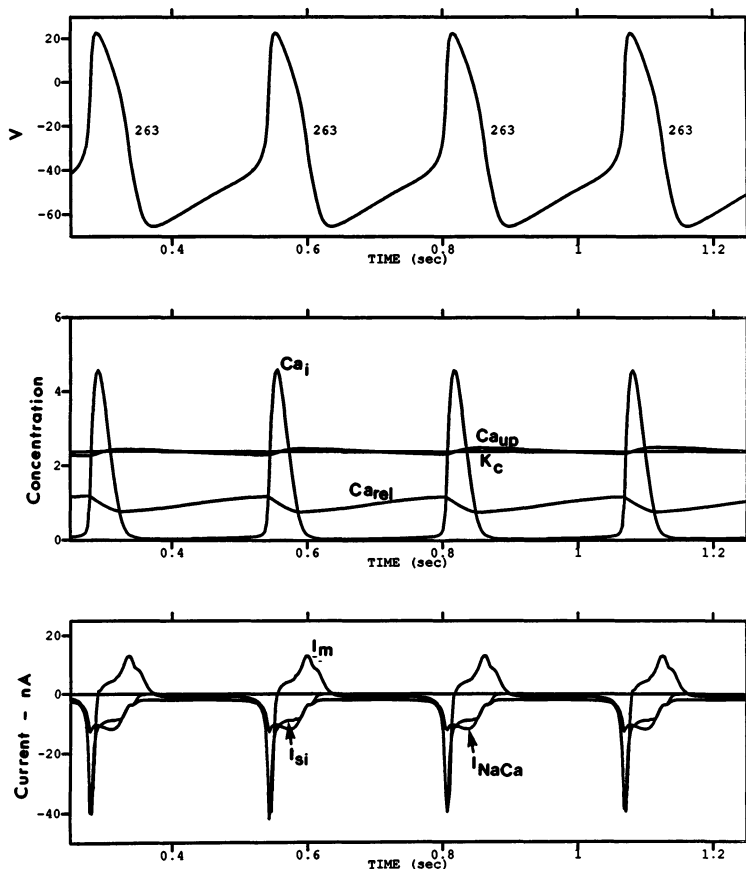 20
0
-20
-40
-60
V
263 263 263 263
0.4 0.6 0.8 1 1.2
TIME (sec)
6
4
2
0
Concentration
Cai
Caup
Kc
Carel
0.4 0.6 0.8 1 1.2
TIME (sec)
20
0
-20
-40
Current - nA
Im
Isi
INaCa
0.4 0.6 0.8 1 1.2
TIME (sec)